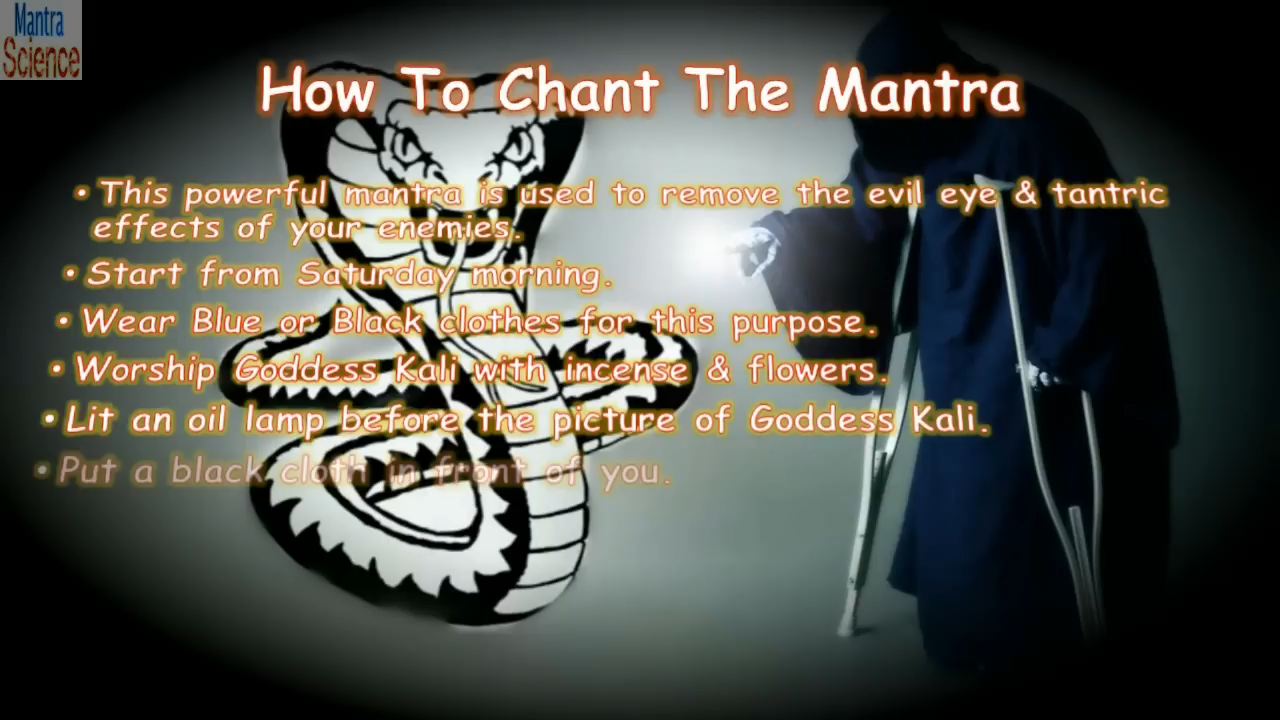 Mantra
Science
How To Chant The Mantra
• This powerful mantra is used to remove the evil eye & tantric
effects of your enemies.
• Start from Saturday morning.
• Wear Blue or Black clothes for this purpose.
• Worship Goddess Kali with incense & flowers.
• Lit an oil lamp before the picture of Goddess Kali.
• Put a black cloth in front of you.